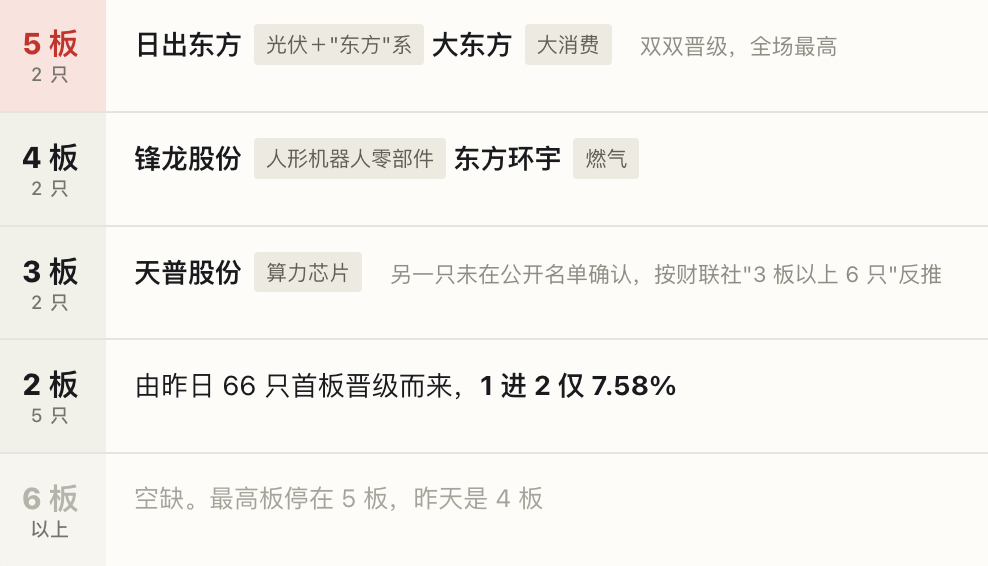 5 板
2 只
日出东方 光伏＋"东方"系 大东方 大消费 双双晋级，全场最高
4 板
2 只
锋龙股份 人形机器人零部件 东方环宇 燃气
3 板
2 只
天普股份 算力芯片 另一只未在公开名单确认，按财联社"3 板以上 6 只"反推
2 板
5 只
由昨日 66 只首板晋级而来，1 进 2 仅 7.58%
6 板
以上
空缺。最高板停在 5 板，昨天是 4 板